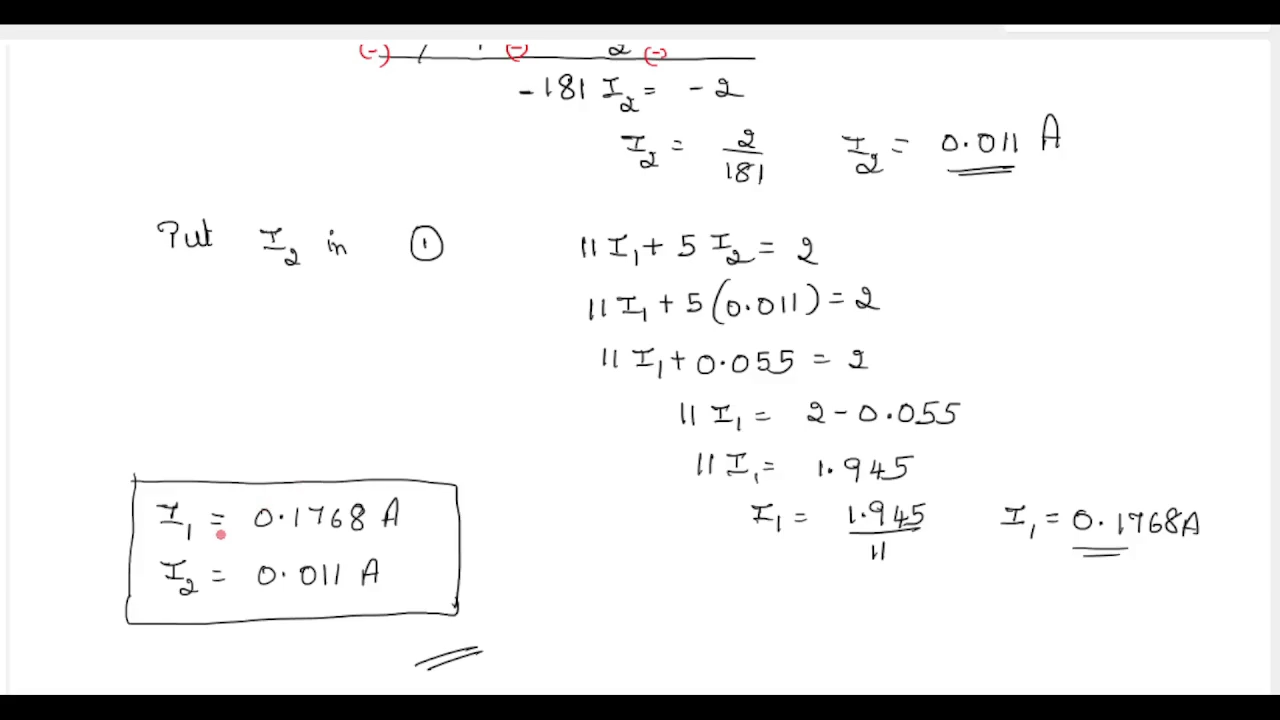 (-) (-) 2 (-)
-181 I₂ = -2
I₂ = 2/181 I₂ = 0.011 A
Put I₂ in ① 11 I₁ + 5 I₂ = 2
11 I₁ + 5(0.011) = 2
11 I₁ + 0.055 = 2
11 I₁ = 2 - 0.055
11 I₁ = 1.945
I₁ = 1.945/11 I₁ = 0.1768A
I₁ = 0.1768 A
I₂ = 0.011 A